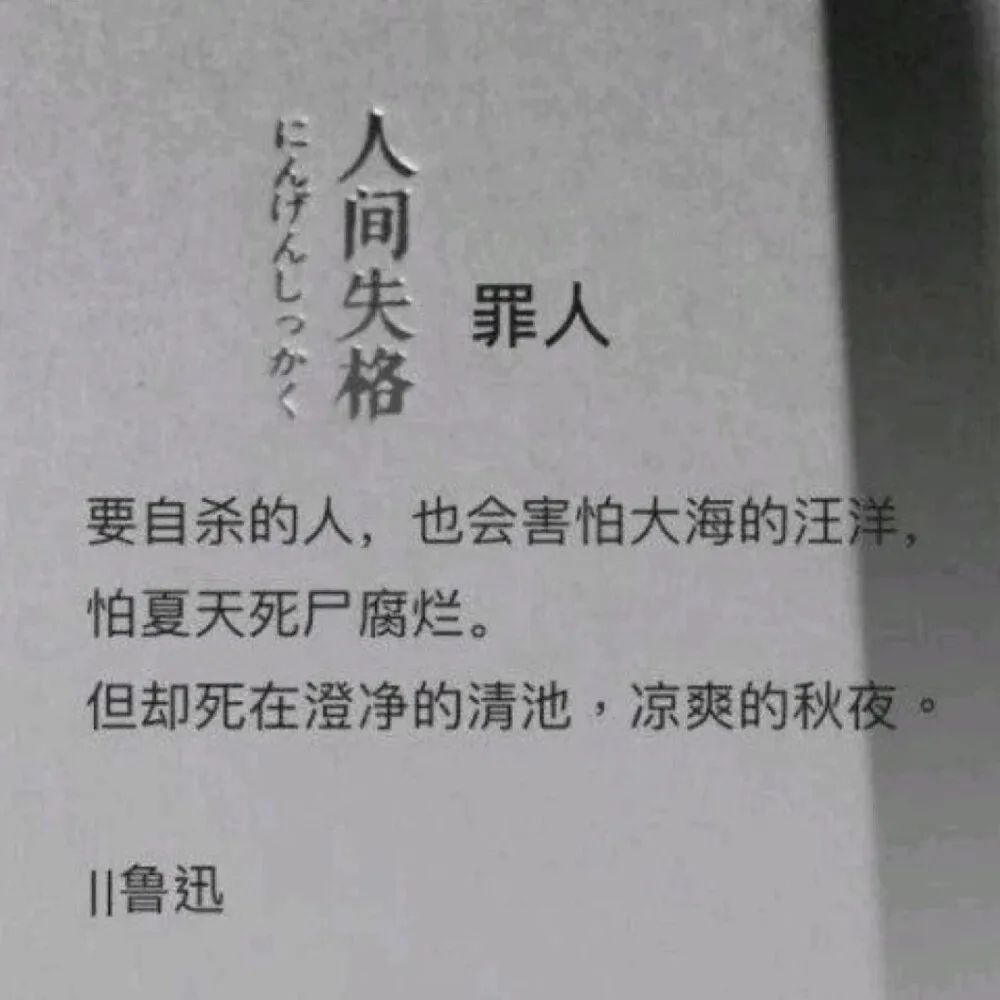 人间失格
にんげんしっかく
罪人
要自杀的人，也会害怕大海的汪洋，
怕夏天死尸腐烂。
但却死在澄净的清池，凉爽的秋夜。
||鲁迅